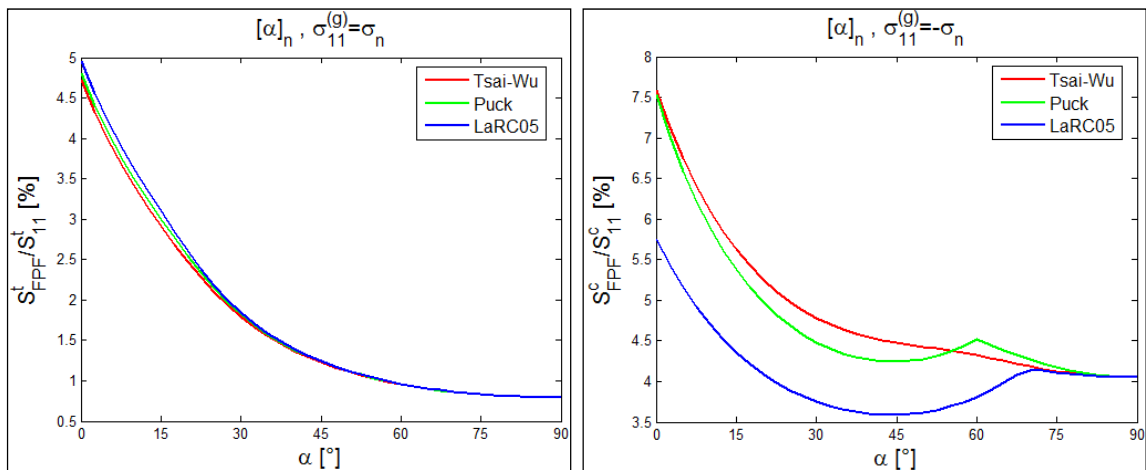 [α]n , σ11(g)=σn
5
4.5
4
3.5
3
2.5
2
1.5
1
0.5
StFPF/St11 [%]
Tsai-Wu
Puck
LaRC05
0 15 30 45 60 75 90
α [°]
[α]n , σ11(g)=-σn
8
7.5
7
6.5
6
5.5
5
4.5
4
3.5
ScFPF/Sc11 [%]
Tsai-Wu
Puck
LaRC05
0 15 30 45 60 75 90
α [°]